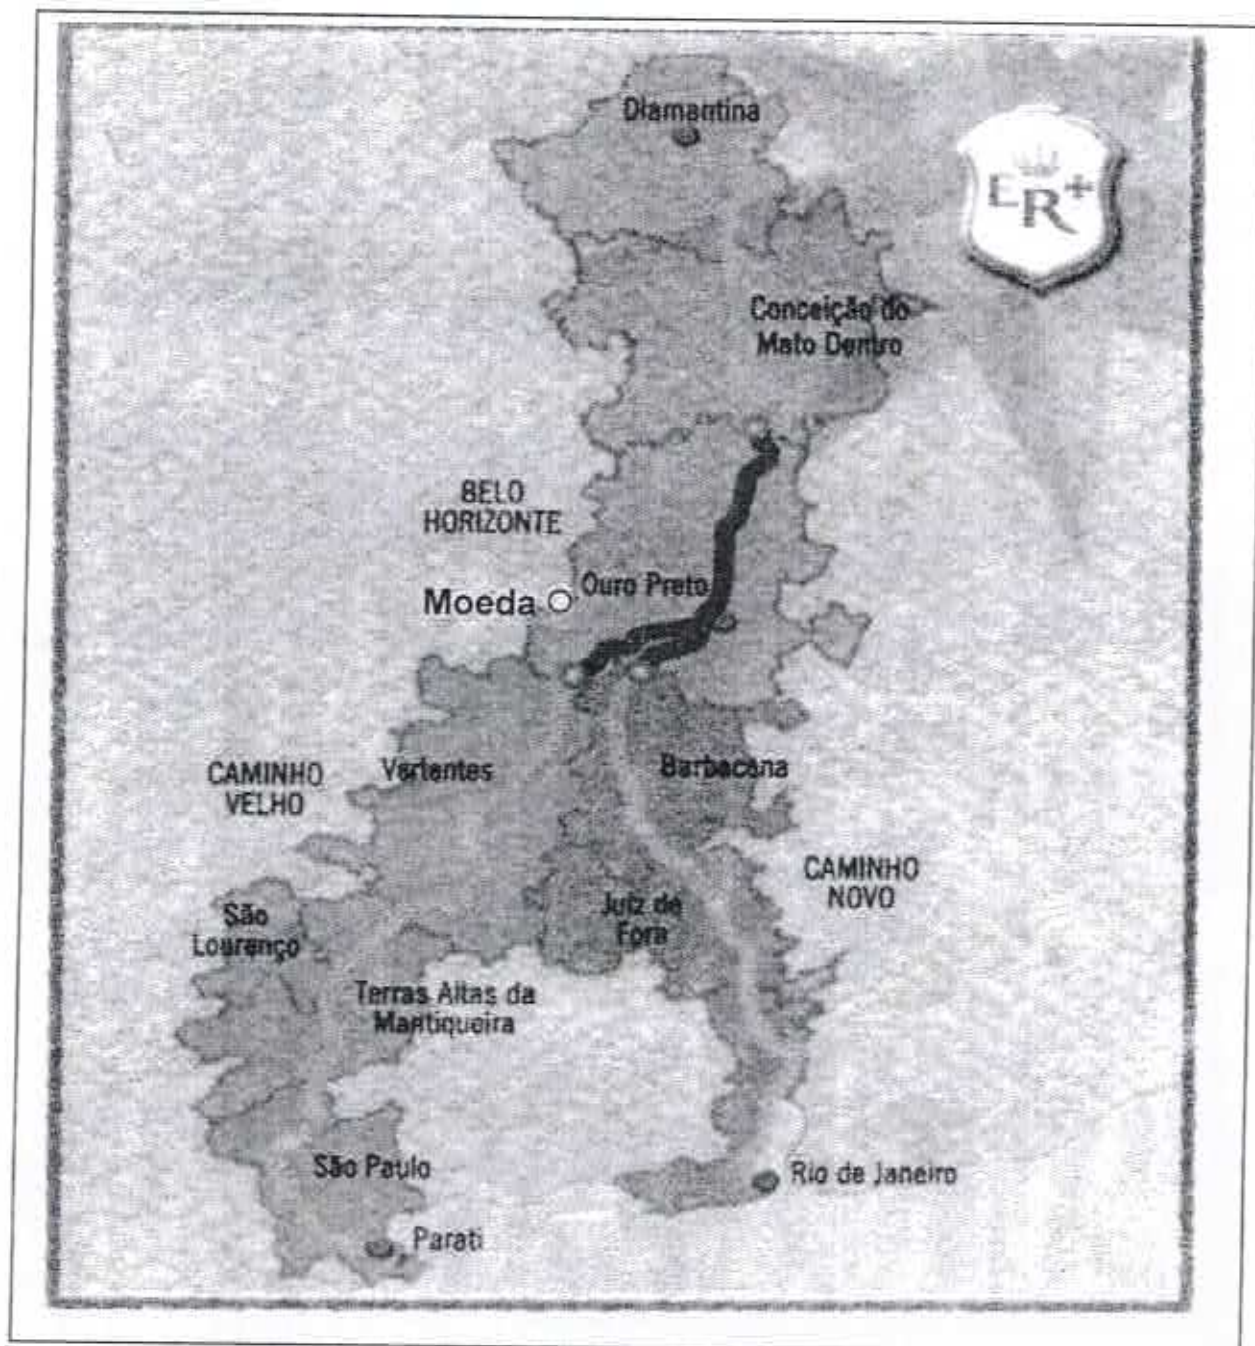 Diamantina
ER
Conceição do
Mato Dentro
BELO
HORIZONTE
Ouro Preto
Moeda
CAMINHO
VELHO
Vertentes
Barbacena
CAMINHO
NOVO
São
Lourenço
Juiz de
Fora
Terras Altas da
Mantiqueira
São Paulo
Rio de Janeiro
Parati